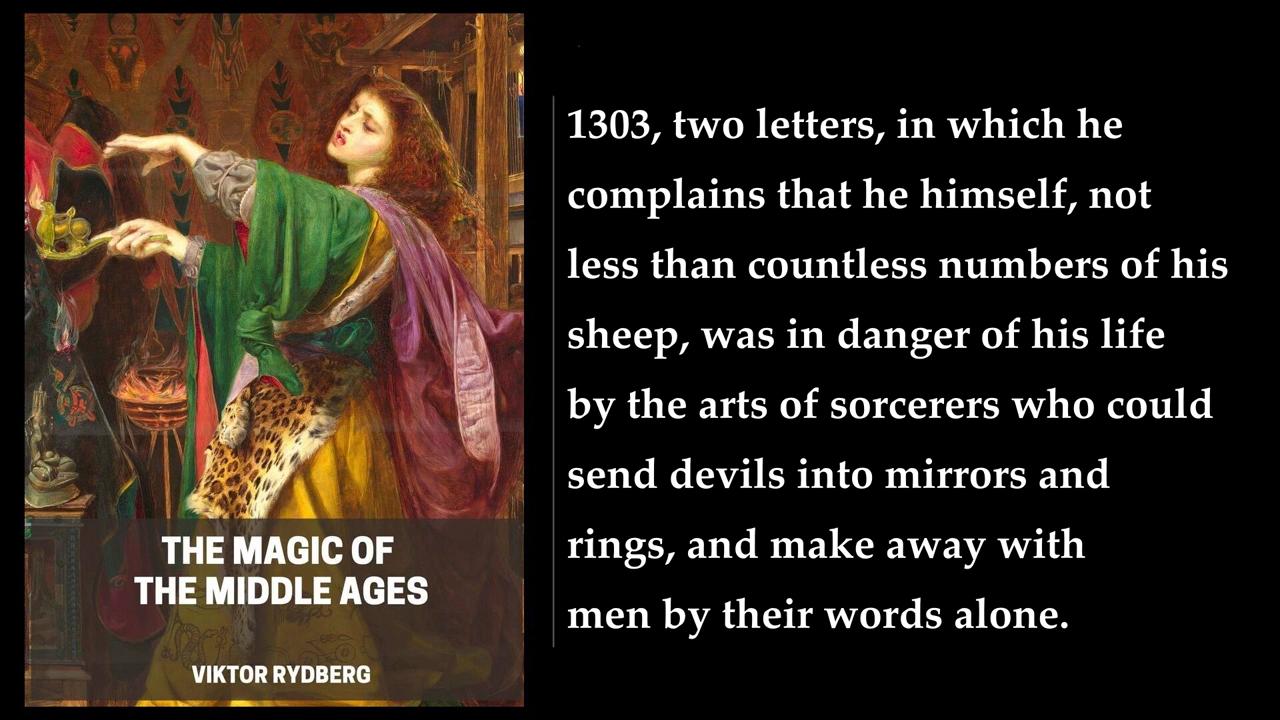 THE MAGIC OF
THE MIDDLE AGES
VIKTOR RYDBERG
1303, two letters, in which he
complains that he himself, not
less than countless numbers of his
sheep, was in danger of his life
by the arts of sorcerers who could
send devils into mirrors and
rings, and make away with
men by their words alone.